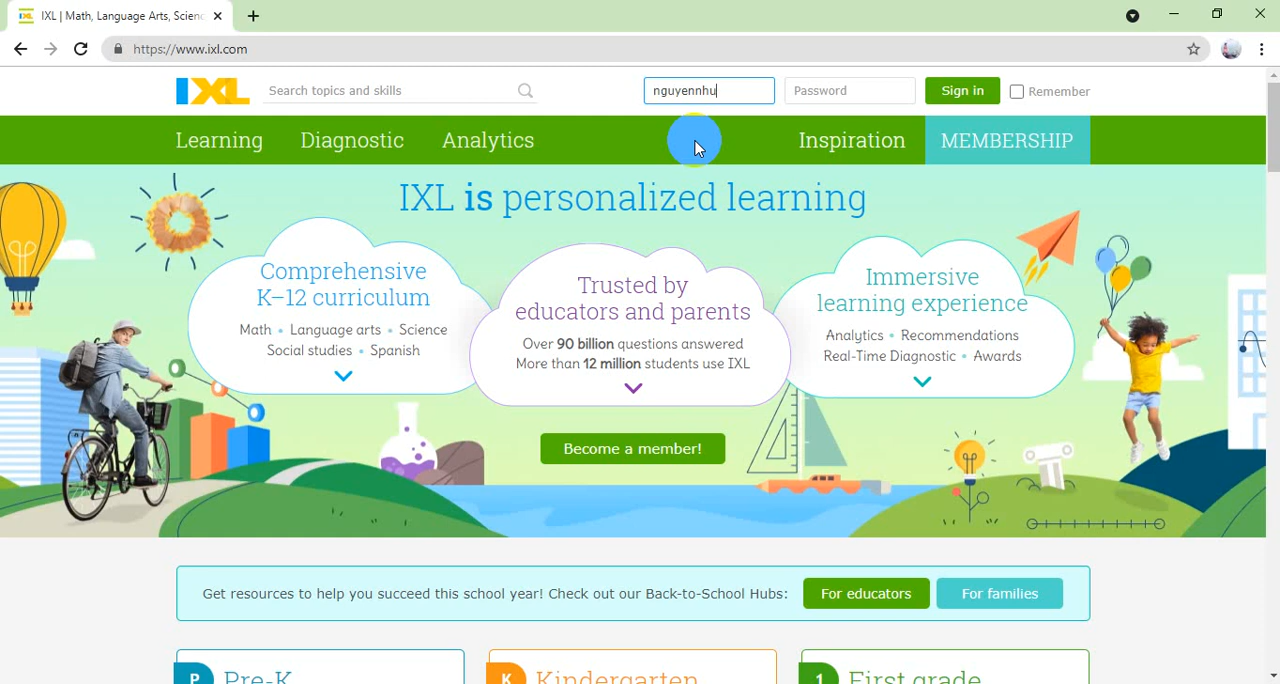 IXL | Math, Language Arts, Scienc
https://www.ixl.com
IXL
Search topics and skills
nguyennhu
Password
Sign in
Remember
Learning
Diagnostic
Analytics
Inspiration
MEMBERSHIP
IXL is personalized learning
Comprehensive
K–12 curriculum
Math • Language arts • Science
Social studies • Spanish
Trusted by
educators and parents
Over 90 billion questions answered
More than 12 million students use IXL
Immersive
learning experience
Analytics • Recommendations
Real-Time Diagnostic • Awards
Become a member!
Get resources to help you succeed this school year! Check out our Back-to-School Hubs:
For educators
For families
P Pre-K
K Kindergarten
1 First grade